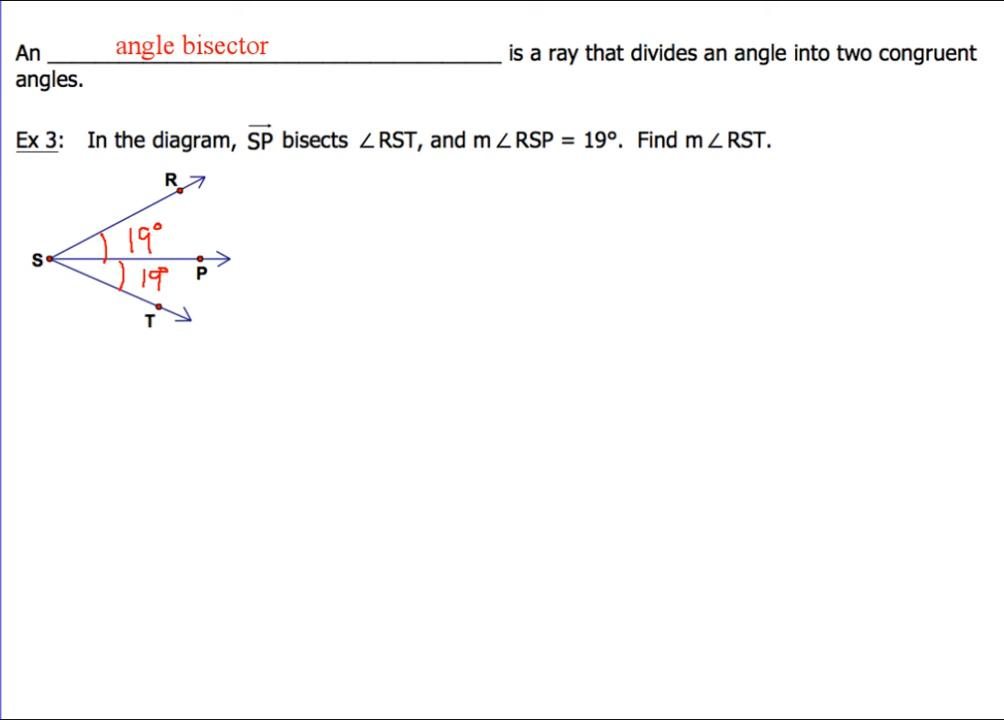 An angle bisector is a ray that divides an angle into two congruent
angles.
Ex 3: In the diagram, SP bisects ∠RST, and m∠RSP = 19°. Find m∠RST.
R
19°
S
19°
P
T